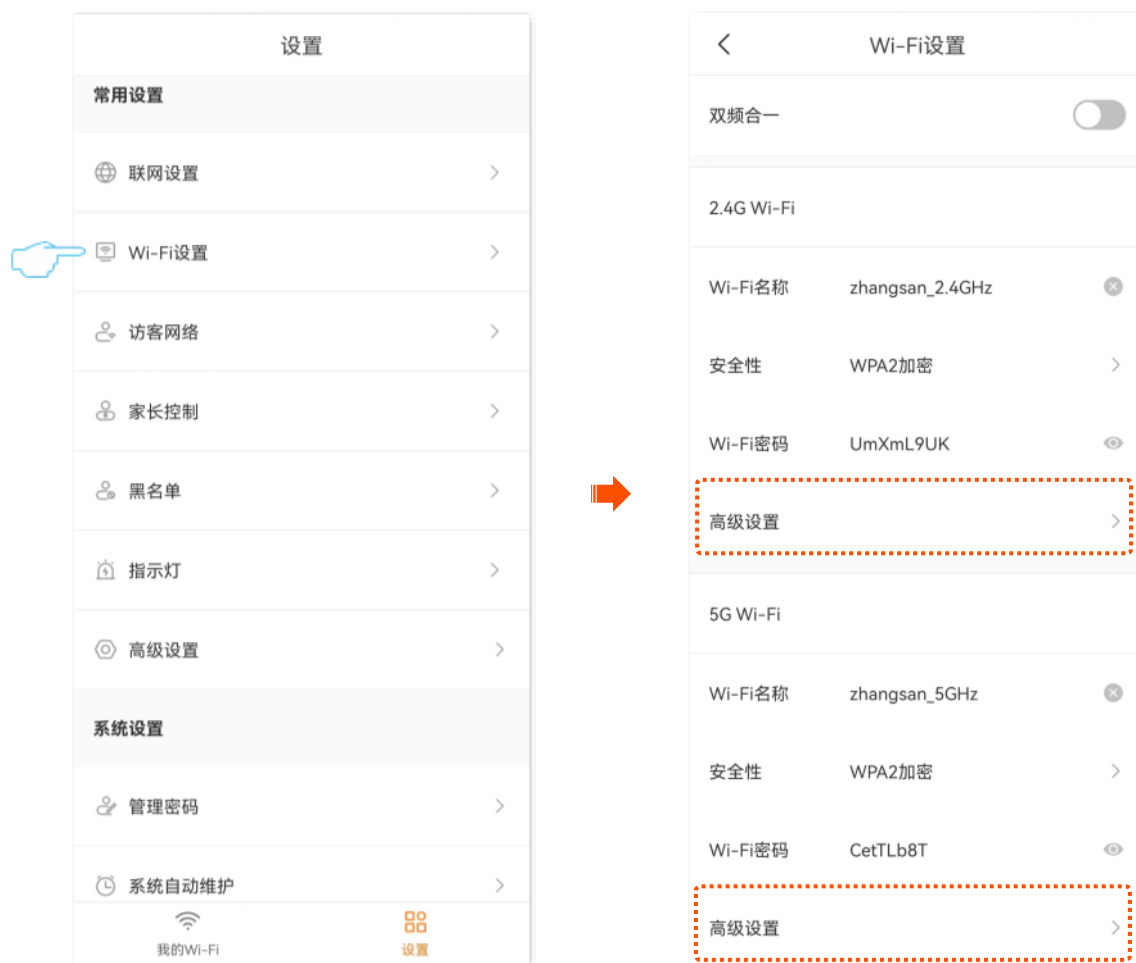 设置
常用设置
联网设置
Wi-Fi设置
访客网络
家长控制
黑名单
指示灯
高级设置
系统设置
管理密码
系统自动维护
我的Wi-Fi
设置
Wi-Fi设置
双频合一
2.4G Wi-Fi
Wi-Fi名称 zhangsan_2.4GHz
安全性 WPA2加密
Wi-Fi密码 UmXmL9UK
高级设置
5G Wi-Fi
Wi-Fi名称 zhangsan_5GHz
安全性 WPA2加密
Wi-Fi密码 CetTLb8T
高级设置